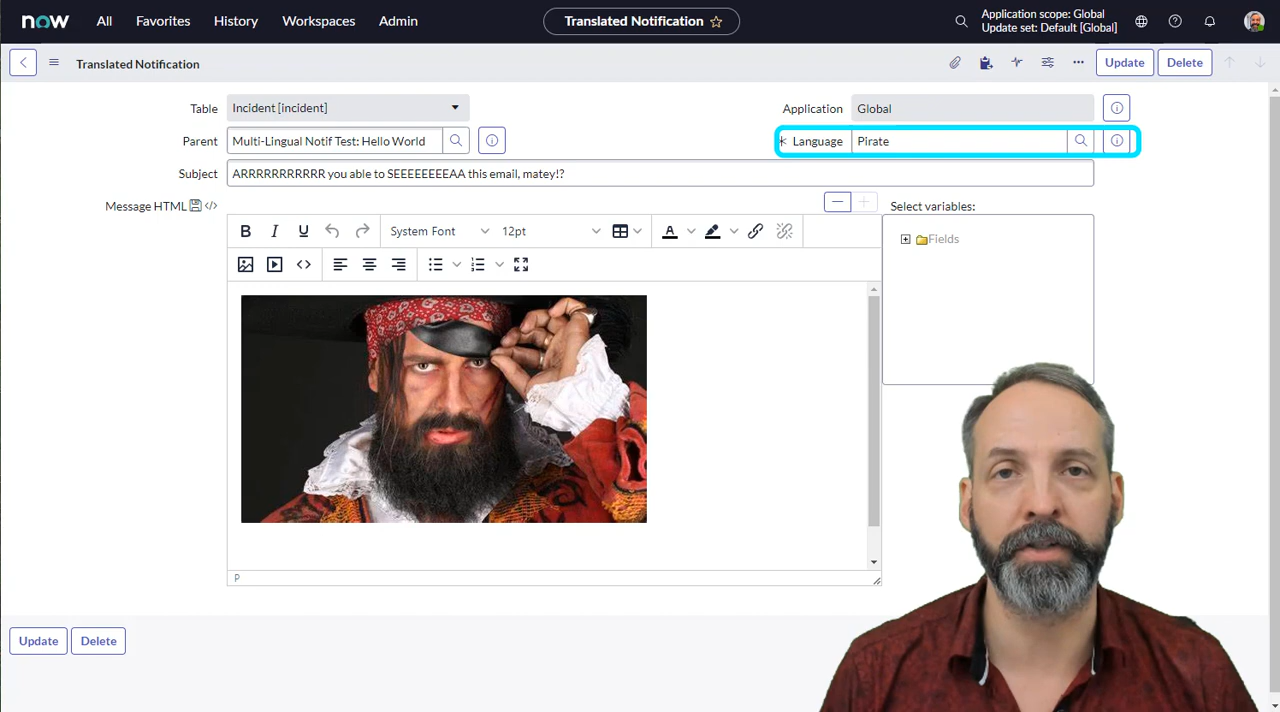 now All Favorites History Workspaces Admin Translated Notification Application scope: Global
Update set: Default [Global]
Translated Notification Update Delete
Table Incident [incident] Application Global
Parent Multi-Lingual Notif Test: Hello World Language Pirate
Subject ARRRRRRRRRRR you able to SEEEEEEEEAA this email, matey!?
Message HTML Select variables:
B I U System Font 12pt A
Fields
P
Update Delete